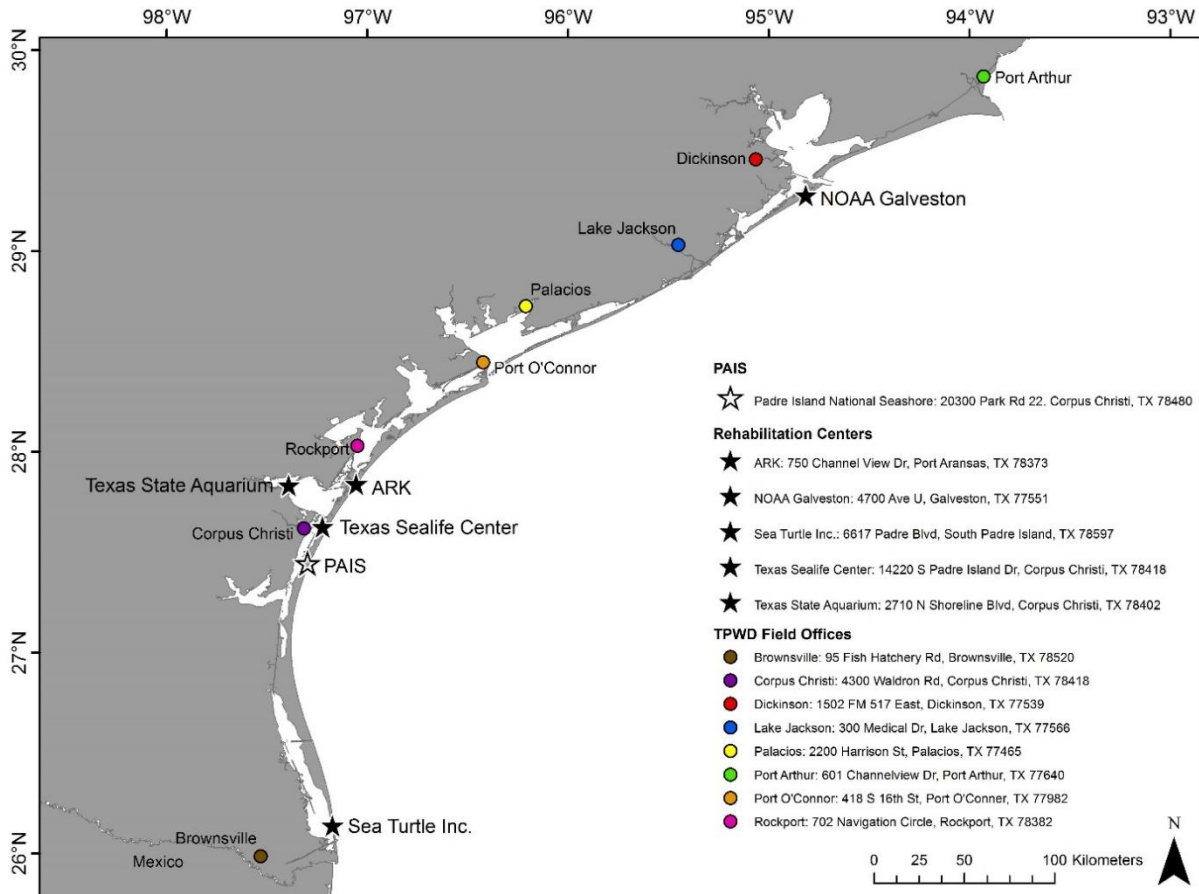 98°W 97°W 96°W 95°W 94°W 93°W
30°N
Port Arthur
Dickinson
NOAA Galveston
Lake Jackson
29°N
Palacios
Port O'Connor
28°N
Rockport
Texas State Aquarium
ARK
Corpus Christi
Texas Sealife Center
PAIS
27°N
Sea Turtle Inc.
Brownsville
26°N
Mexico
PAIS
Padre Island National Seashore: 20300 Park Rd 22. Corpus Christi, TX 78480
Rehabilitation Centers
ARK: 750 Channel View Dr, Port Aransas, TX 78373
NOAA Galveston: 4700 Ave U, Galveston, TX 77551
Sea Turtle Inc.: 6617 Padre Blvd, South Padre Island, TX 78597
Texas Sealife Center: 14220 S Padre Island Dr, Corpus Christi, TX 78418
Texas State Aquarium: 2710 N Shoreline Blvd, Corpus Christi, TX 78402
TPWD Field Offices
Brownsville: 95 Fish Hatchery Rd, Brownsville, TX 78520
Corpus Christi: 4300 Waldron Rd, Corpus Christi, TX 78418
Dickinson: 1502 FM 517 East, Dickinson, TX 77539
Lake Jackson: 300 Medical Dr, Lake Jackson, TX 77566
Palacios: 2200 Harrison St, Palacios, TX 77465
Port Arthur: 601 Channelview Dr, Port Arthur, TX 77640
Port O'Connor: 418 S 16th St, Port O'Conner, TX 77982
Rockport: 702 Navigation Circle, Rockport, TX 78382
0 25 50 100 Kilometers
N